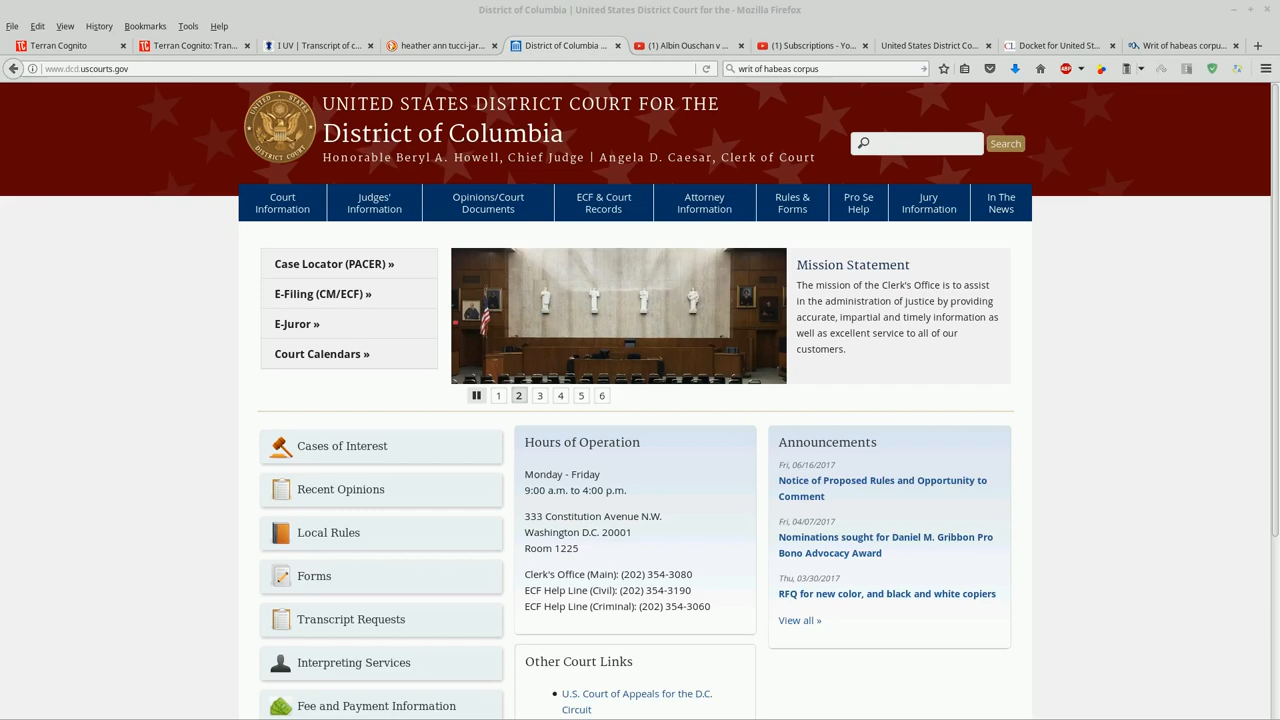 District of Columbia | United States District Court for the - Mozilla Firefox
File Edit View History Bookmarks Tools Help
Terran Cognito
Terran Cognito: Tran...
I UV | Transcript of c...
heather ann tucci-jar...
District of Columbia ...
(1) Albin Ouschan v ...
(1) Subscriptions - Yo...
United States District Co...
Docket for United St...
Writ of habeas corpu...
www.dcd.uscourts.gov
writ of habeas corpus
UNITED STATES DISTRICT COURT FOR THE
District of Columbia
Honorable Beryl A. Howell, Chief Judge | Angela D. Caesar, Clerk of Court
Search
Court
Information
Judges'
Information
Opinions/Court
Documents
ECF & Court
Records
Attorney
Information
Rules &
Forms
Pro Se
Help
Jury
Information
In The
News
Case Locator (PACER) »
E-Filing (CM/ECF) »
E-Juror »
Court Calendars »
Mission Statement
The mission of the Clerk's Office is to assist
in the administration of justice by providing
accurate, impartial and timely information as
well as excellent service to all of our
customers.
1 2 3 4 5 6
Cases of Interest
Recent Opinions
Local Rules
Forms
Transcript Requests
Interpreting Services
Fee and Payment Information
Hours of Operation
Monday - Friday
9:00 a.m. to 4:00 p.m.
333 Constitution Avenue N.W.
Washington D.C. 20001
Room 1225
Clerk's Office (Main): (202) 354-3080
ECF Help Line (Civil): (202) 354-3190
ECF Help Line (Criminal): (202) 354-3060
Other Court Links
U.S. Court of Appeals for the D.C.
Circuit
Announcements
Fri, 06/16/2017
Notice of Proposed Rules and Opportunity to
Comment
Fri, 04/07/2017
Nominations sought for Daniel M. Gribbon Pro
Bono Advocacy Award
Thu, 03/30/2017
RFQ for new color, and black and white copiers
View all »